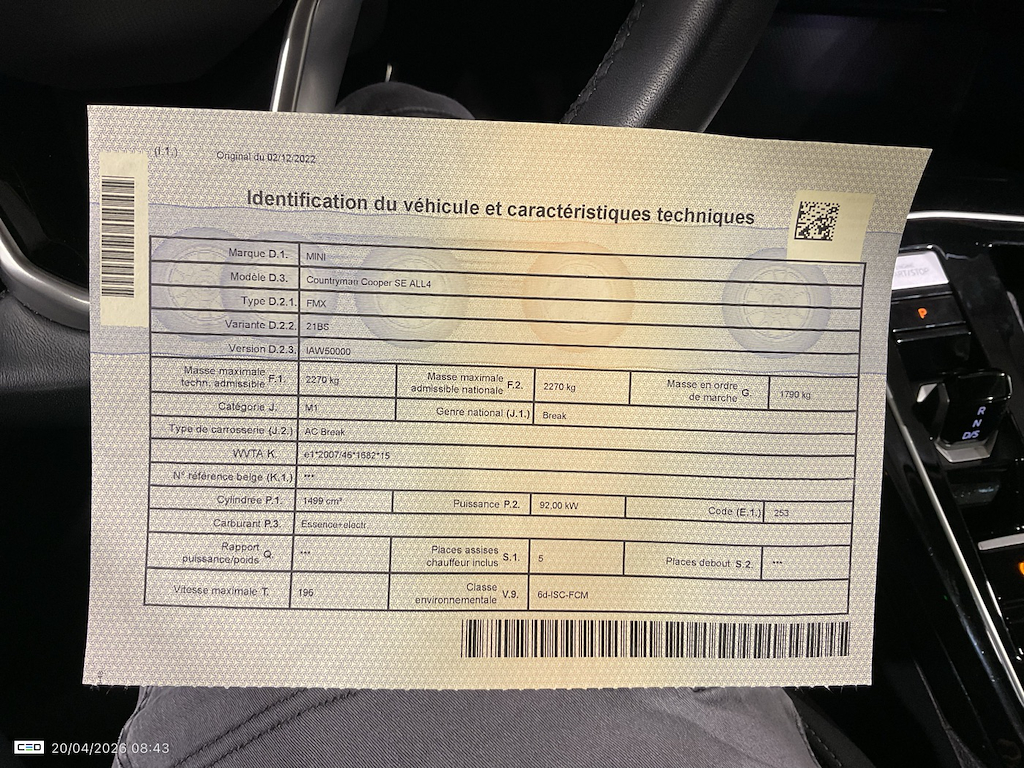 (I.1.) Original du 02/12/2022
Identification du véhicule et caractéristiques techniques
Marque D.1. MINI
Modèle D.3. Countryman Cooper SE ALL4
Type D.2.1. FMX
Variante D.2.2. 21BS
Version D.2.3. IAW50000
Masse maximale techn. admissible F.1. 2270 kg Masse maximale admissible nationale F.2. 2270 kg Masse en ordre de marche G. 1790 kg
Catégorie J. M1 Genre national (J.1.) Break
Type de carrosserie (J.2.) AC Break
WVTA K. e1*2007/46*1682*15
N° référence belge (K.1.) ***
Cylindrée P.1. 1499 cm³ Puissance P.2. 92,00 kW Code (E.1.) 253
Carburant P.3. Essence+electr.
Rapport puissance/poids Q. *** Places assises chauffeur inclus S.1. 5 Places debout S.2. ***
Vitesse maximale T. 196 Classe environnementale V.9. 6d-ISC-FCM
P
R
N
D/S
CEO 20/04/2026 08:43